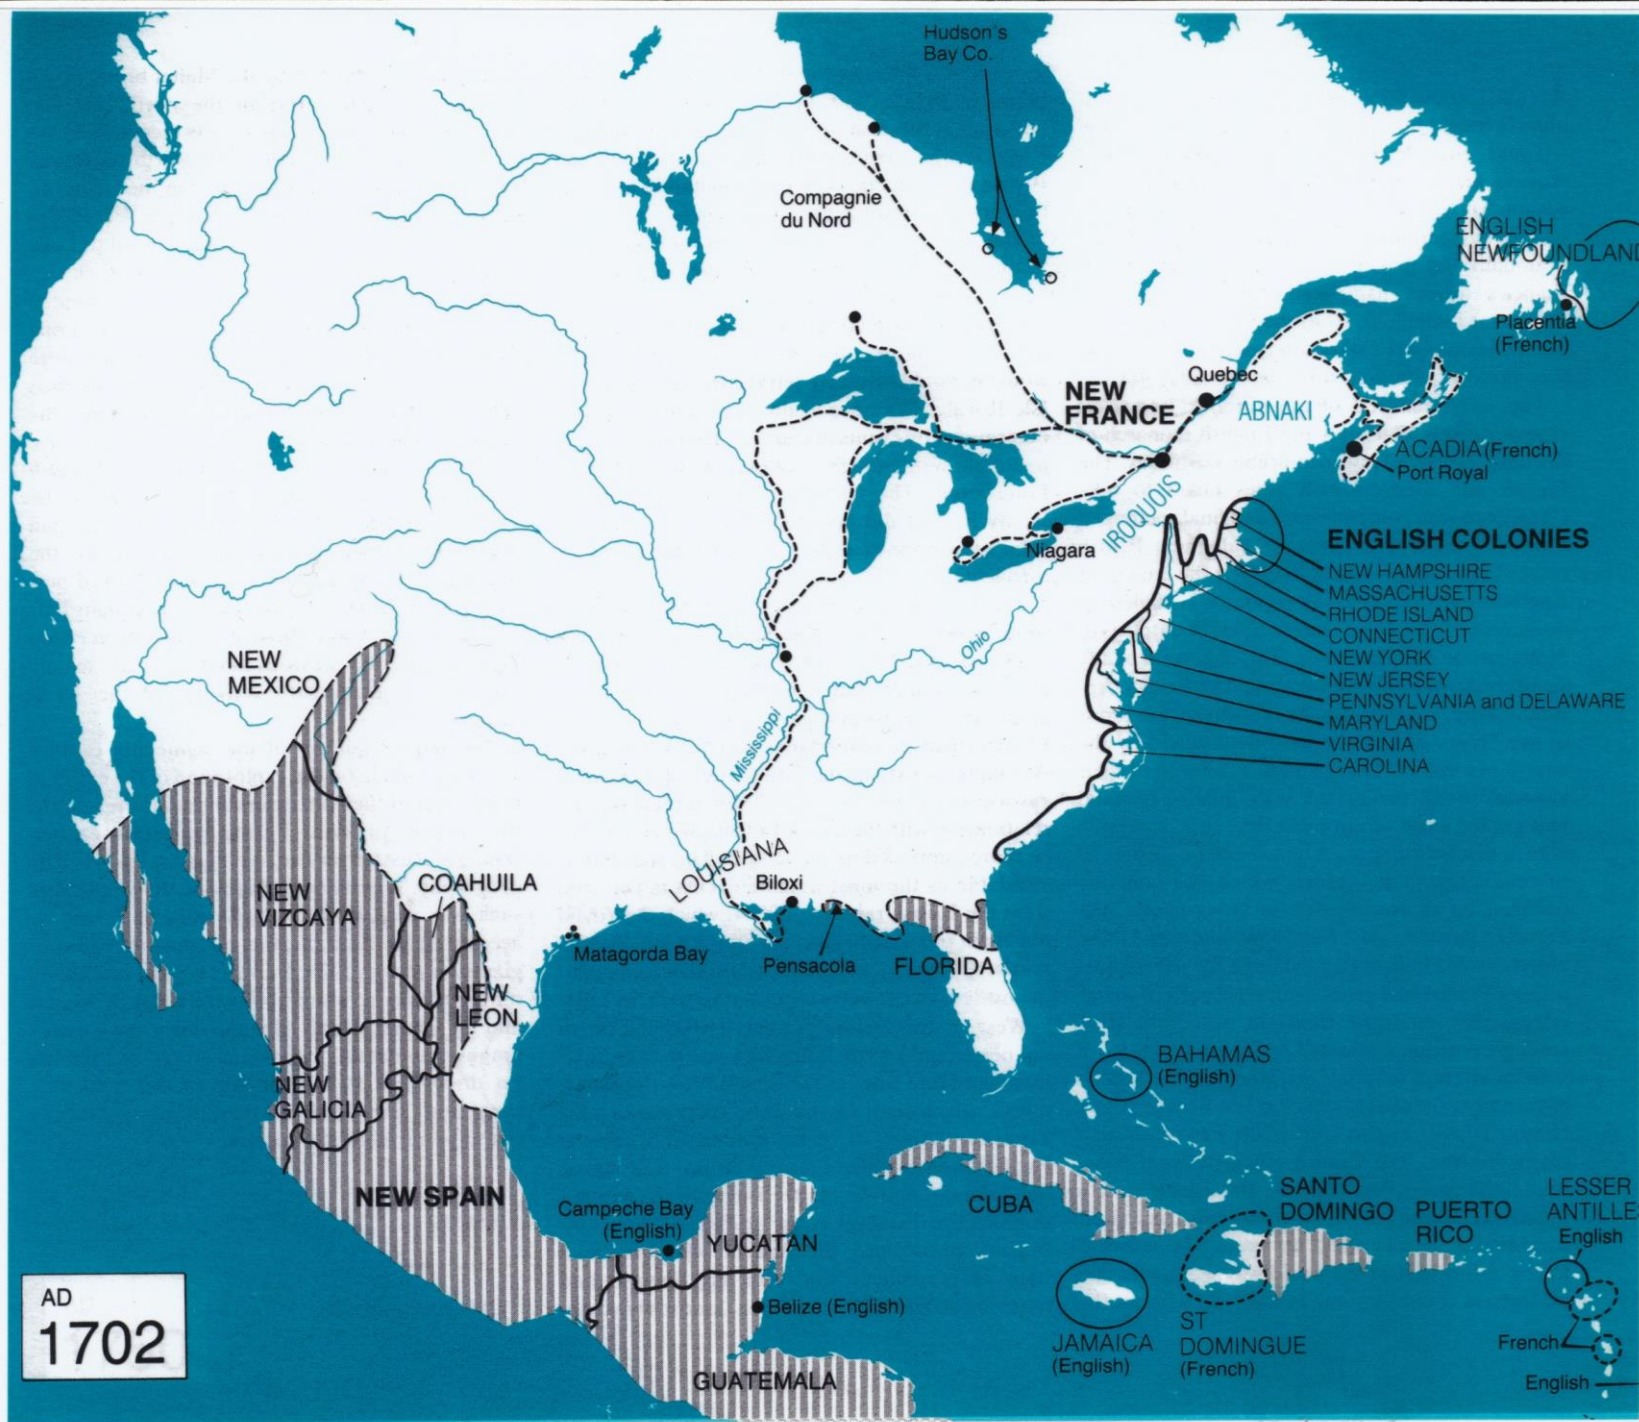 Hudson's
Bay Co.
Compagnie
du Nord
ENGLISH
NEWFOUNDLAND
Placentia
(French)
Quebec
NEW
FRANCE
ABNAKI
ACADIA (French)
Port Royal
IROQUOIS
Niagara
ENGLISH COLONIES
NEW HAMPSHIRE
MASSACHUSETTS
RHODE ISLAND
CONNECTICUT
NEW YORK
NEW JERSEY
PENNSYLVANIA and DELAWARE
MARYLAND
VIRGINIA
CAROLINA
Ohio
Mississippi
NEW
MEXICO
LOUISIANA
Biloxi
COAHUILA
NEW
VIZCAYA
Matagorda Bay
Pensacola
FLORIDA
NEW
LEON
BAHAMAS
(English)
NEW
GALICIA
NEW SPAIN
Campeche Bay
(English)
YUCATAN
CUBA
SANTO
DOMINGO
PUERTO
RICO
LESSER
ANTILLE
English
Belize (English)
JAMAICA
(English)
ST
DOMINGUE
(French)
French
English
GUATEMALA
AD
1702